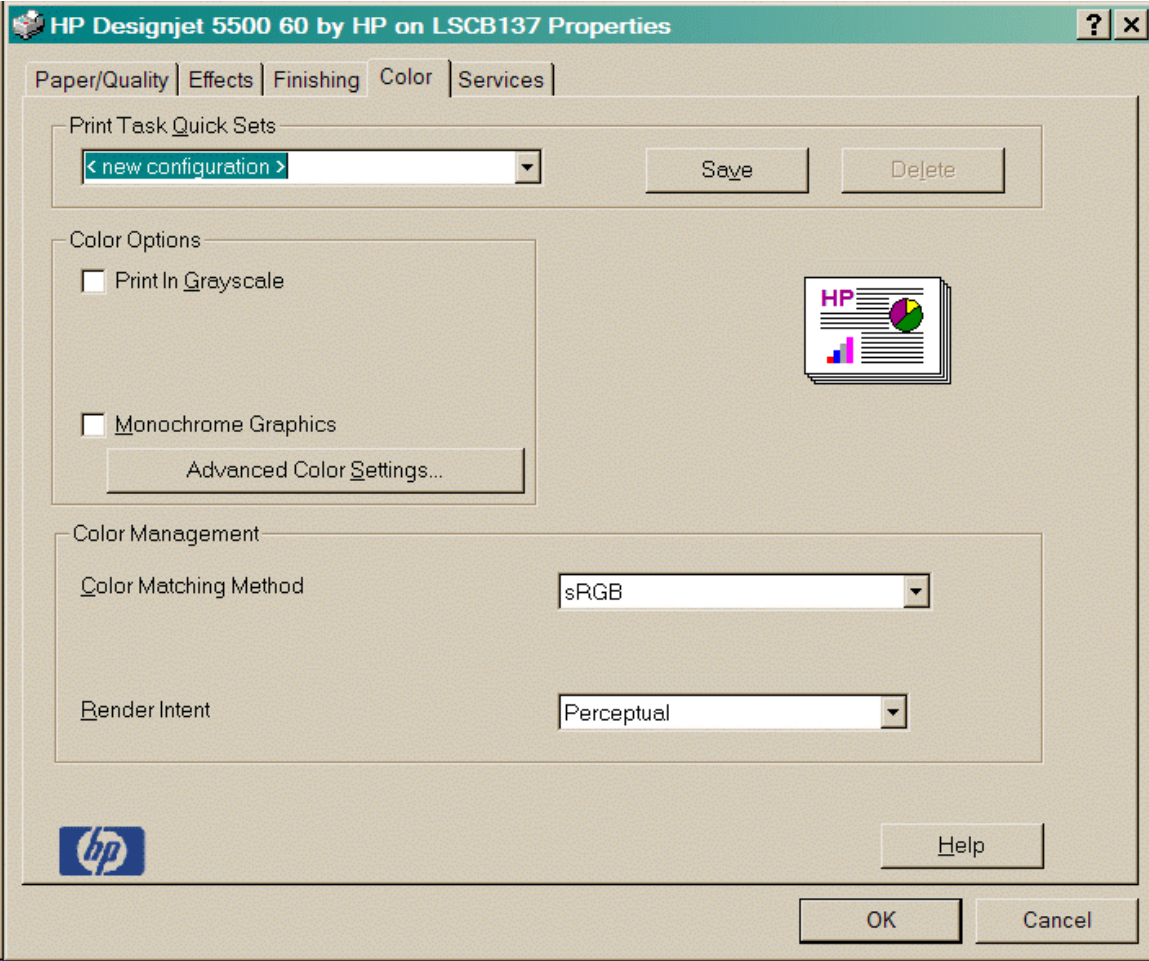 HP Designjet 5500 60 by HP on LSCB137 Properties ? ×
Paper/Quality Effects Finishing Color Services
Print Task Quick Sets
< new configuration > Save Delete
Color Options
Print In Grayscale
HP
Monochrome Graphics
Advanced Color Settings...
Color Management
Color Matching Method sRGB
Render Intent Perceptual
hp Help
OK Cancel